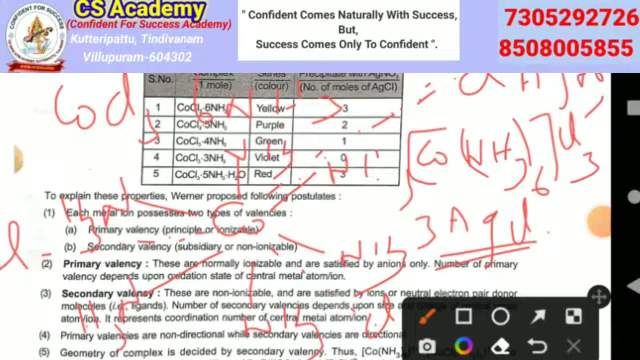 CS Academy
(Confident For Success Academy)
Kutteripattu, Tindivanam
Villupuram-604302
" Confident Comes Naturally With Success,
But,
Success Comes Only To Confident ".
7305292726
8508005855
S.No. Complex (1 mole) Series (colour) Precipitate with AgNO₃ (No. of moles of AgCl)
1 CoCl₃·6NH₃ Yellow 3
2 CoCl₃·5NH₃ Purple 2
3 CoCl₃·4NH₃ Green 1
4 CoCl₃·3NH₃ Violet 0
5 CoCl₃·5NH₃·H₂O Red 3
[Co(NH₃)₆]Cl₃
3 AgCl
NH₃
NH₃
To explain these properties, Werner proposed following postulates :
(1) Each metal ion possesses two types of valencies :
(a) Primary valency (principle or ionizable)
(b) Secondary valency (subsidiary or non-ionizable)
(2) Primary valency : These are normally ionizable and are satisfied by anions only. Number of primary
valency depends upon oxidation state of central metal atom/ion.
(3) Secondary valency : These are non-ionizable, and are satisfied by ions or neutral electron pair donor
molecules (i.e., ligands). Number of secondary valencies depends upon size and
atom/ion. It represents coordination number of central metal atom/ion.
(4) Primary valencies are non-directional while secondary valencies are directional.
(5) Geometry of complex is decided by secondary valency. Thus, [Co(NH₃)